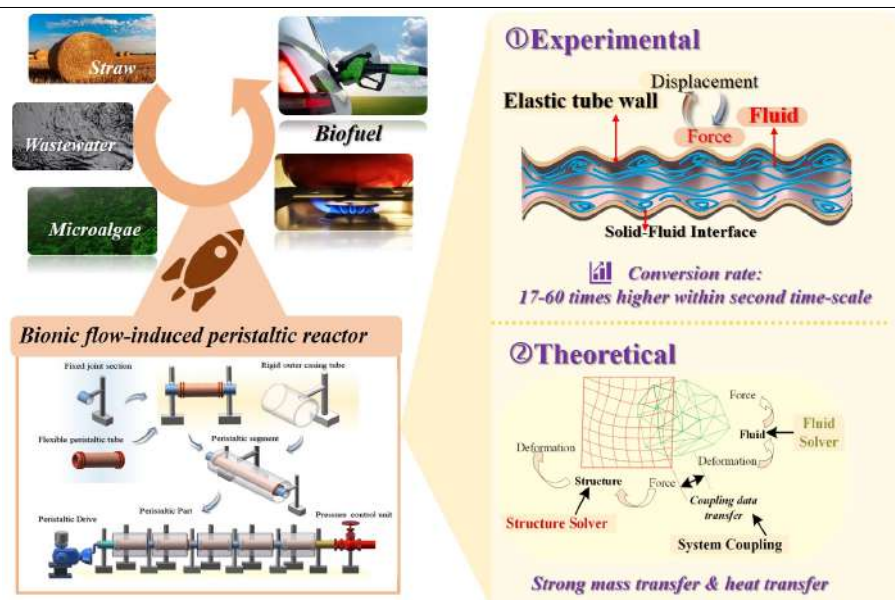 Straw
Wastewater
Microalgae
Biofuel
Bionic flow-induced peristaltic reactor
Fixed joint section
Rigid outer casing tube
Flexible peristaltic tube
Peristaltic segment
Peristaltic Part
Peristaltic Drive
Pressure control unit
①Experimental
Displacement
Elastic tube wall
Fluid
Force
Solid-Fluid Interface
Conversion rate:
17-60 times higher within second time-scale
②Theoretical
Force
Fluid
Fluid
Solver
Deformation
Deformation
Structure
Force
Coupling data
transfer
Structure Solver
System Coupling
Strong mass transfer & heat transfer